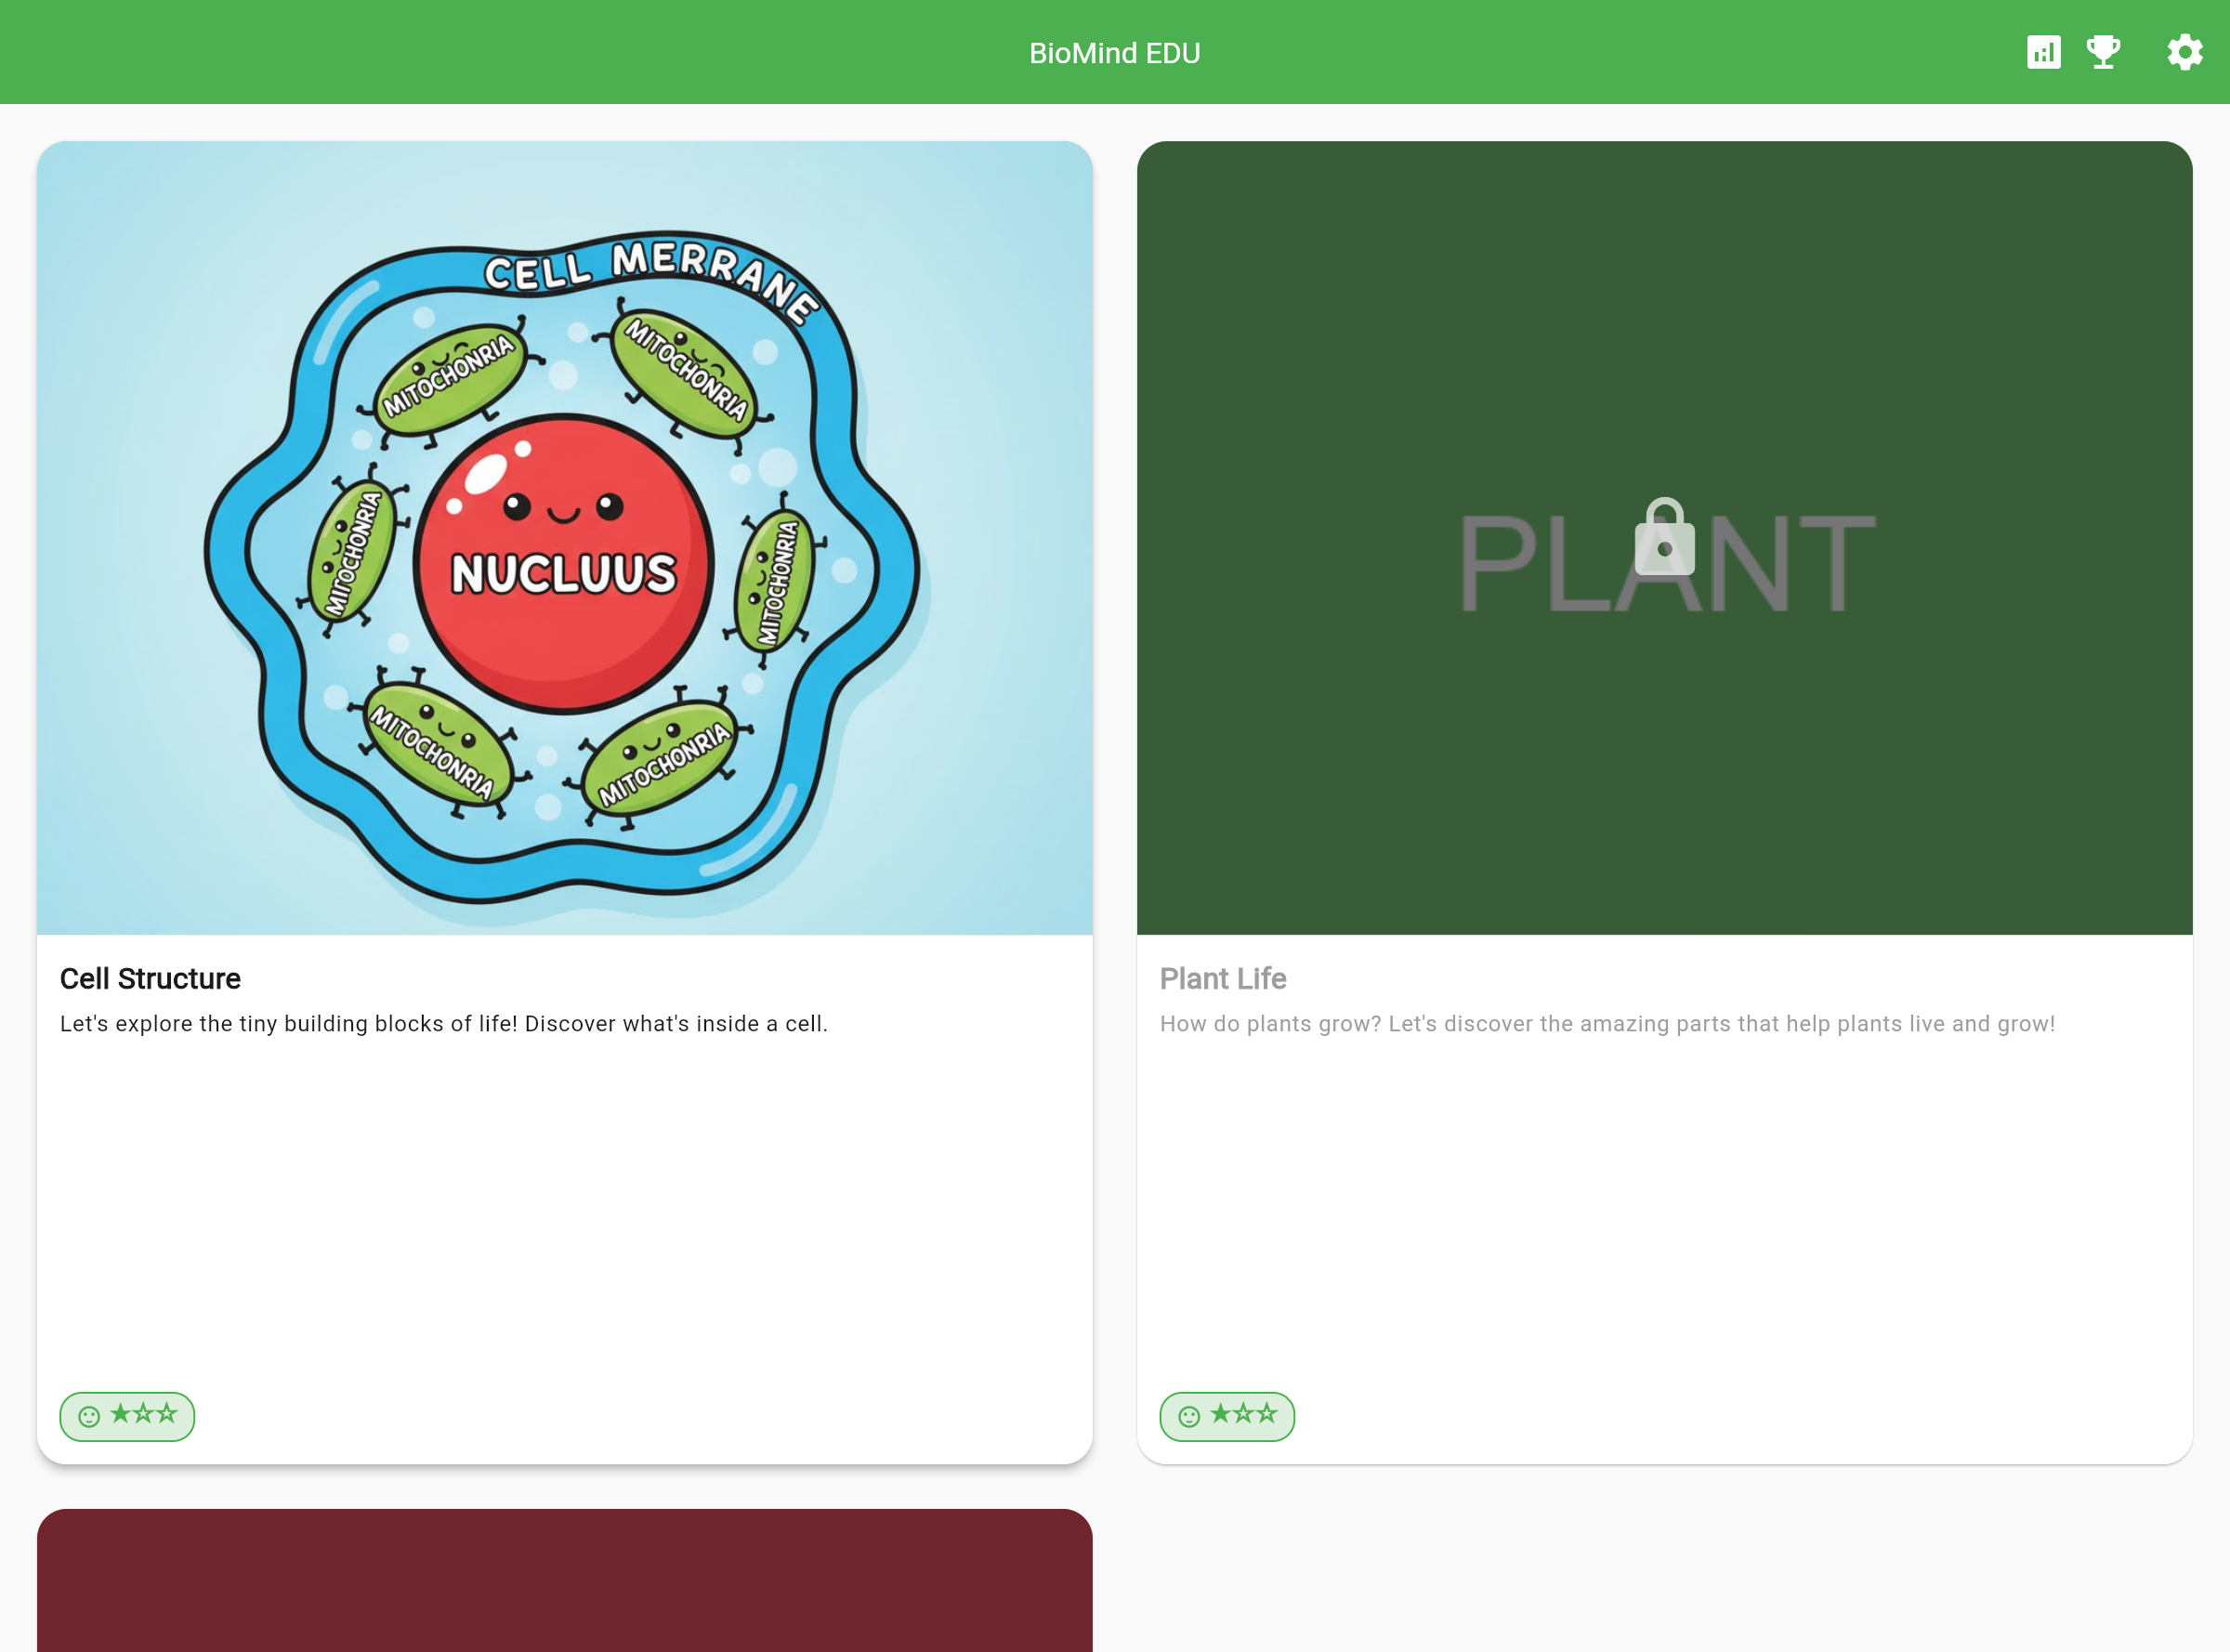 BioMind EDU
CELL MERRANE
MITOCHONRIA
MITOCHONRIA
NUCLUUS
MITOCHONRIA
MITOCHONRIA
MITOCHONRIA
MITOCHONRIA
PLANT
Cell Structure
Let's explore the tiny building blocks of life! Discover what's inside a cell.
Plant Life
How do plants grow? Let's discover the amazing parts that help plants live and grow!